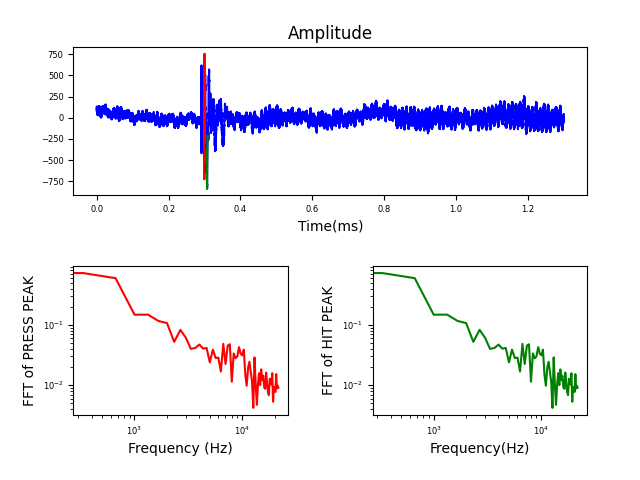 Amplitude
750
500
250
0
−250
−500
−750
0.0 0.2 0.4 0.6 0.8 1.0 1.2
Time(ms)
FFT of PRESS PEAK
10⁻¹
10⁻²
10³ 10⁴
Frequency (Hz)
FFT of HIT PEAK
10⁻¹
10⁻²
10³ 10⁴
Frequency(Hz)